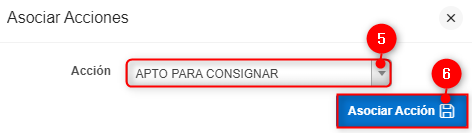 Asociar Acciones
5
Acción
APTO PARA CONSIGNAR
6
Asociar Acción